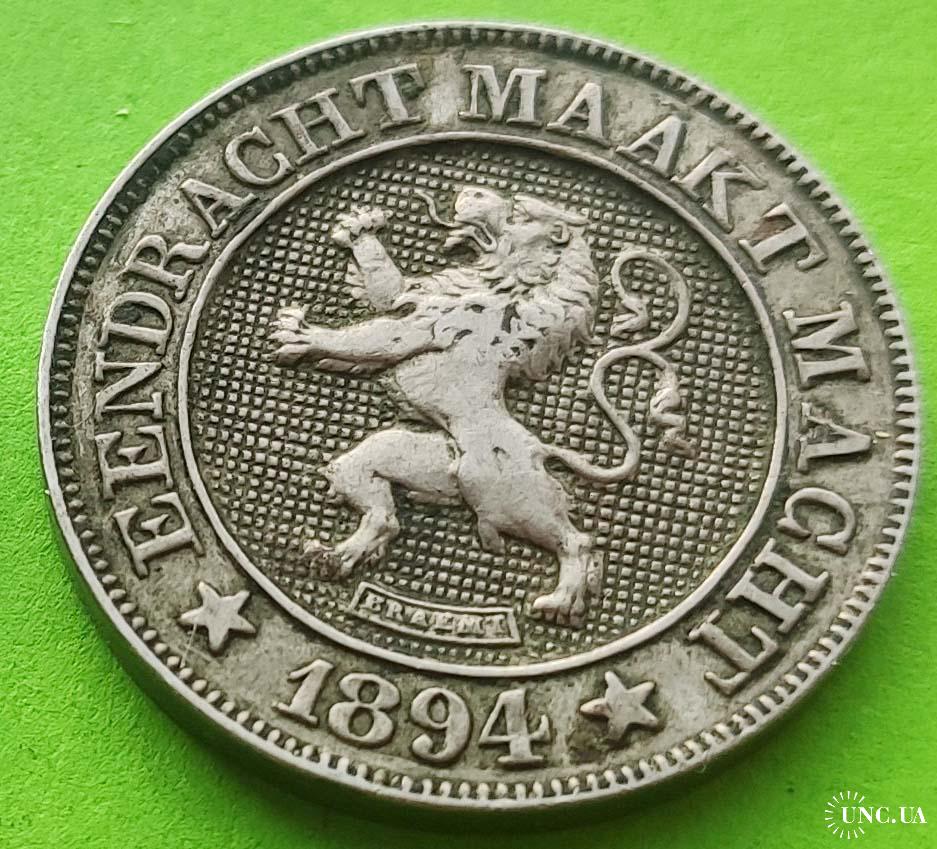 EENDRACHT MAAKT MACHT
BRAEMT
1894
UNC.UA